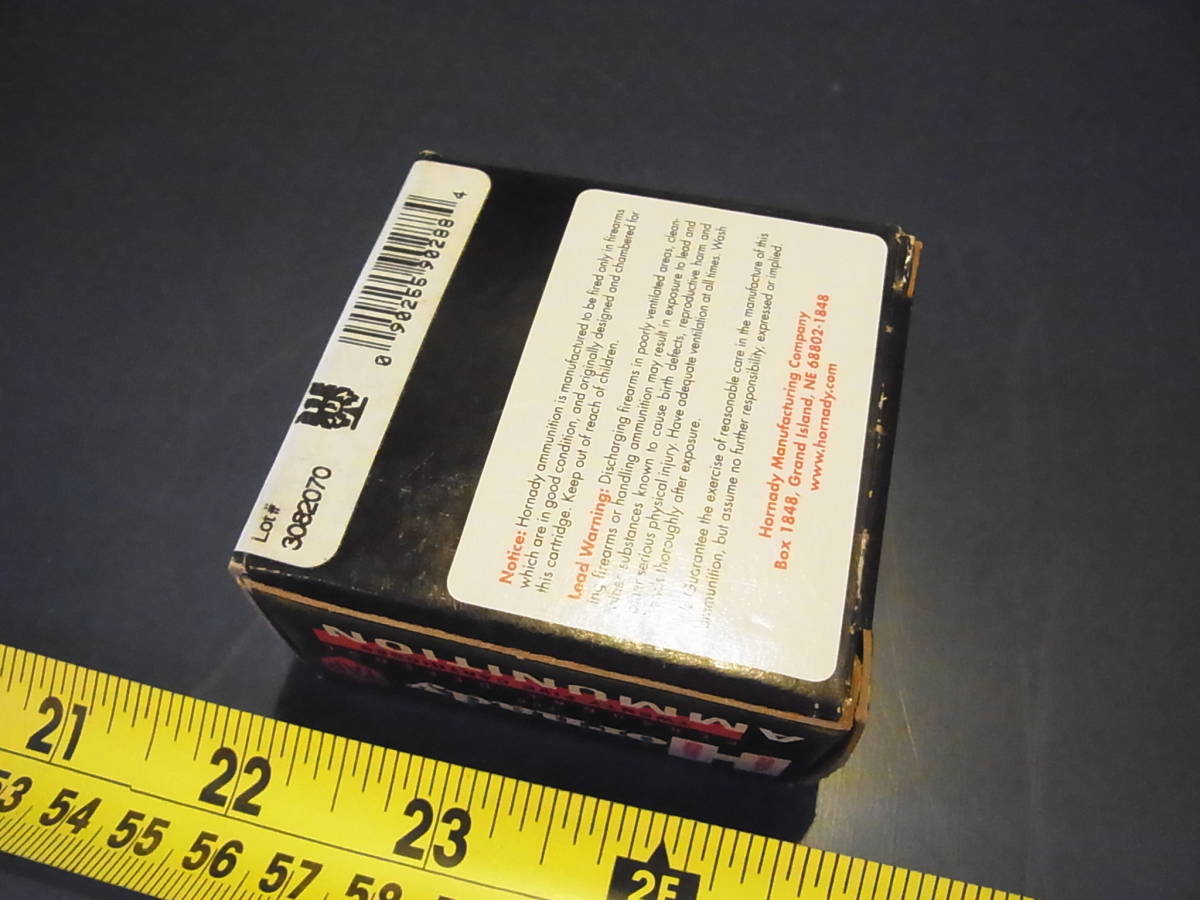 Lot#
3082070
0 90255 90288 4
Notice: Hornady ammunition is manufactured to be fired only in firearms
which are in good condition, and originally designed and chambered for
this cartridge. Keep out of reach of children.
Lead Warning: Discharging firearms in poorly ventilated areas, clean-
ing firearms or handling ammunition may result in exposure to lead and
other substances known to cause birth defects, reproductive harm and
other serious physical injury. Have adequate ventilation at all times. Wash
thoroughly after exposure.
guarantee the exercise of reasonable care in the manufacture of this
ammunition, but assume no further responsibility, expressed or implied.
Hornady Manufacturing Company
Box 1848, Grand Island, NE 68802-1848
www.hornady.com
AMMUNITION
21 22 23
53 54 55 56 57 58